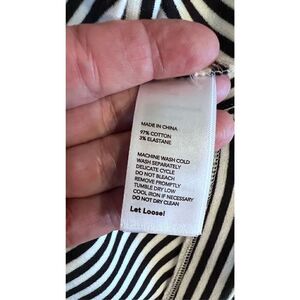 MADE IN CHINA
97% COTTON
3% ELASTANE
MACHINE WASH COLD
WASH SEPARATELY
DELICATE CYCLE
DO NOT BLEACH
REMOVE PROMPTLY
TUMBLE DRY LOW
COOL IRON IF NECESSARY
DO NOT DRY CLEAN
Let Loose!